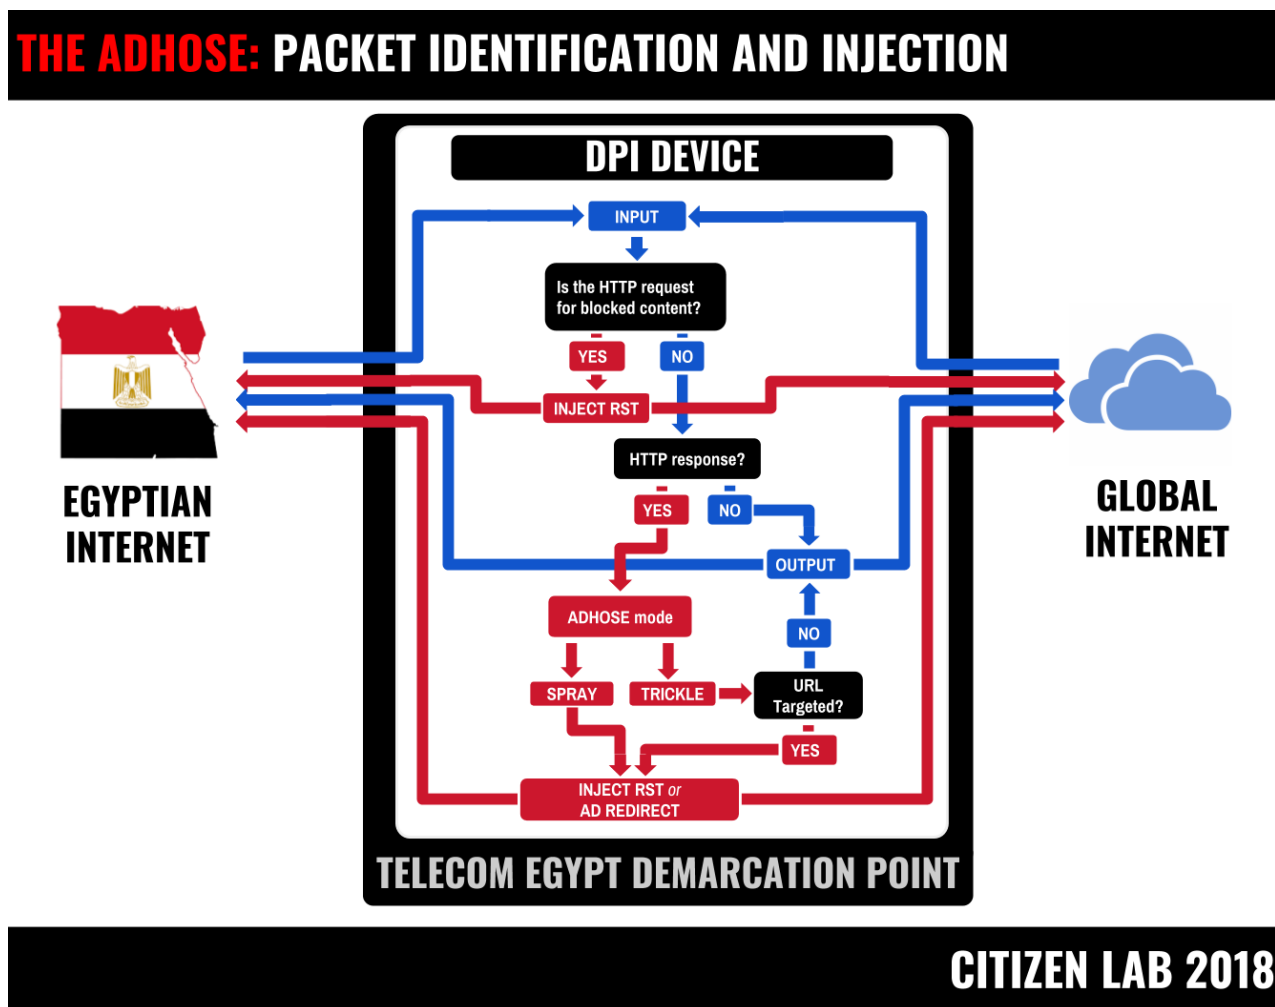 THE ADHOSE: PACKET IDENTIFICATION AND INJECTION
DPI DEVICE
INPUT
Is the HTTP request
for blocked content?
YES
NO
INJECT RST
HTTP response?
YES
NO
EGYPTIAN
INTERNET
GLOBAL
INTERNET
OUTPUT
ADHOSE mode
NO
SPRAY
TRICKLE
URL
Targeted?
YES
INJECT RST or
AD REDIRECT
TELECOM EGYPT DEMARCATION POINT
CITIZEN LAB 2018